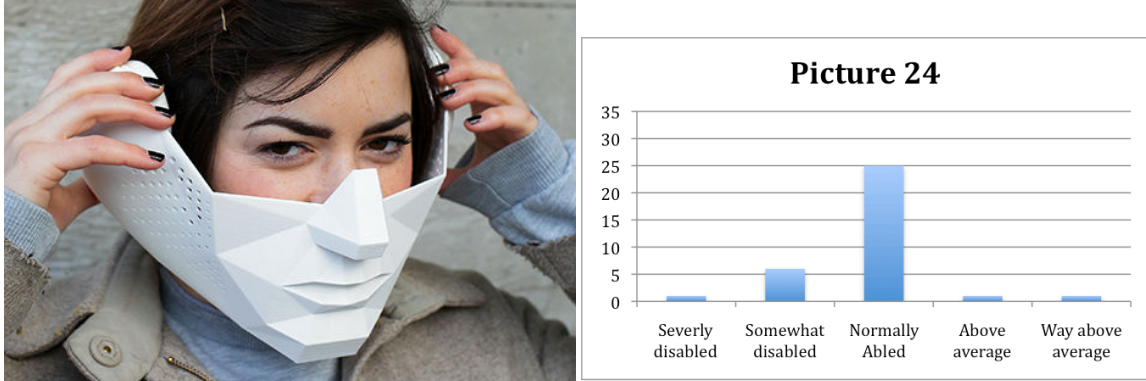 Picture 24
35
30
25
20
15
10
5
0
Severly
disabled
Somewhat
disabled
Normally
Abled
Above
average
Way above
average